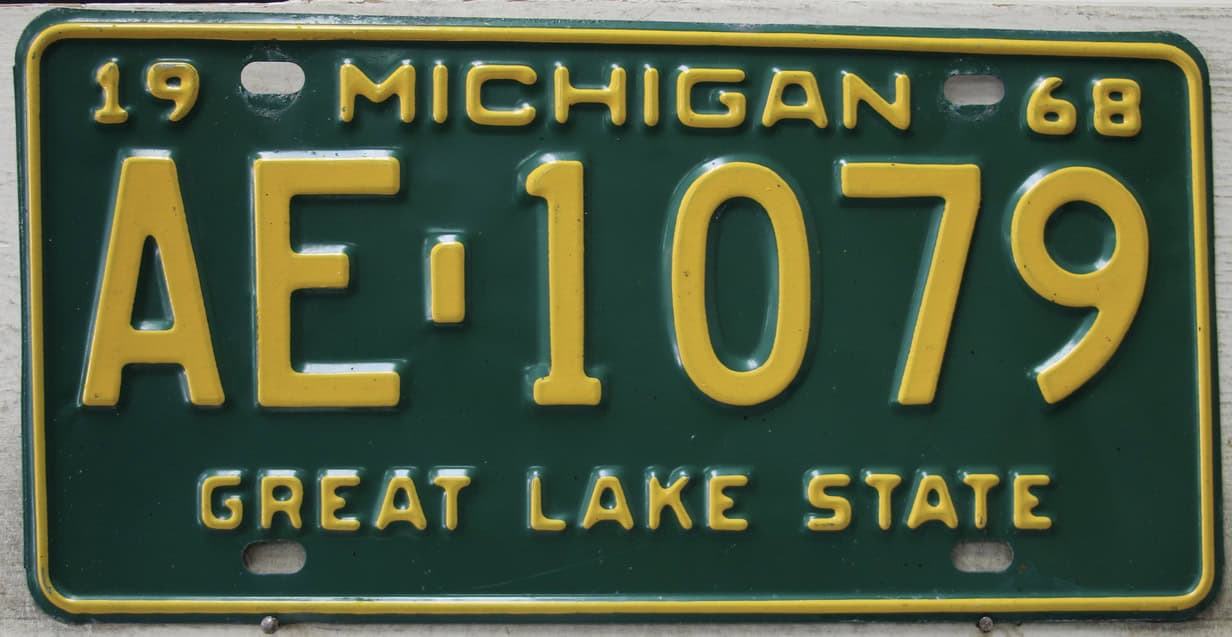 19 MICHIGAN 68
AE-1079
GREAT LAKE STATE